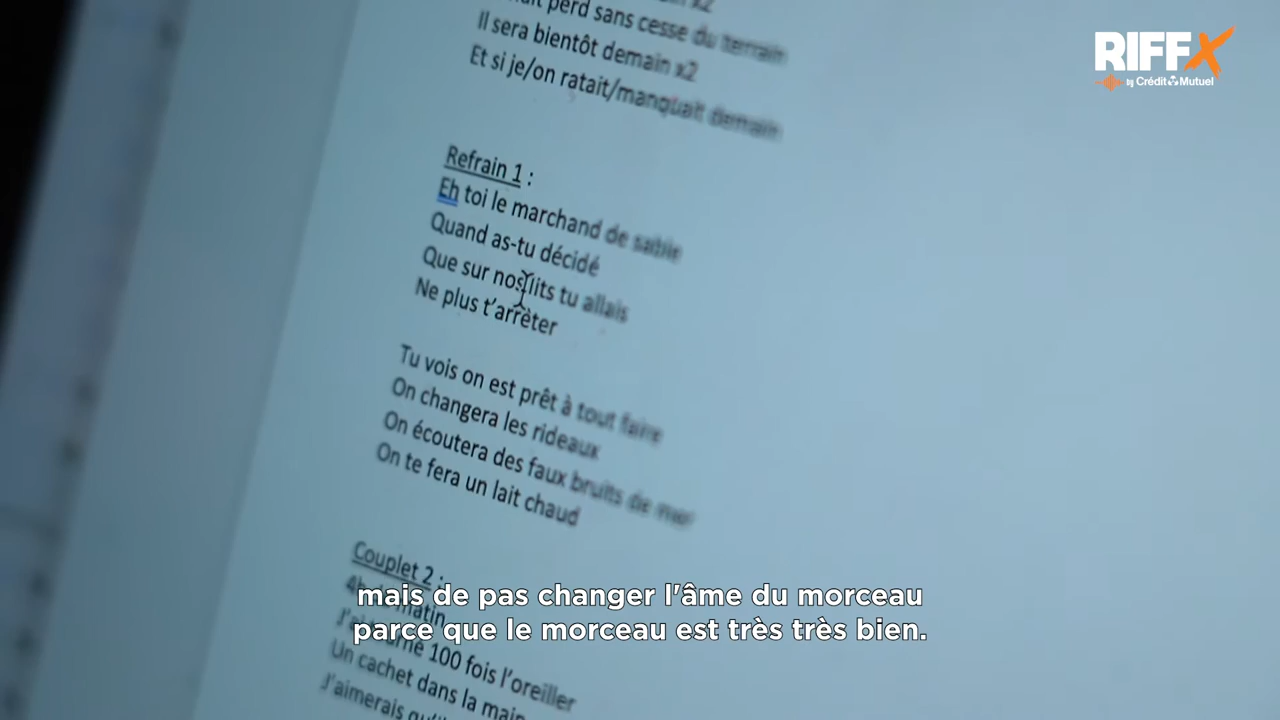 RIFFX
by Crédit Mutuel
perd sans cesse du terrain
Il sera bientôt demain x2
Et si je/on ratait/manquait demain
Refrain 1 :
Eh toi le marchand de sable
Quand as-tu décidé
Que sur nos lits tu allais
Ne plus t'arrêter
Tu vois on est prêt à tout faire
On changera les rideaux
On écoutera des faux bruits de mer
On te fera un lait chaud
Couplet 2 :
mais de pas changer l'âme du morceau
parce que le morceau est très très bien.
100 fois l'oreiller
Un cachet dans la main
J'aimerais